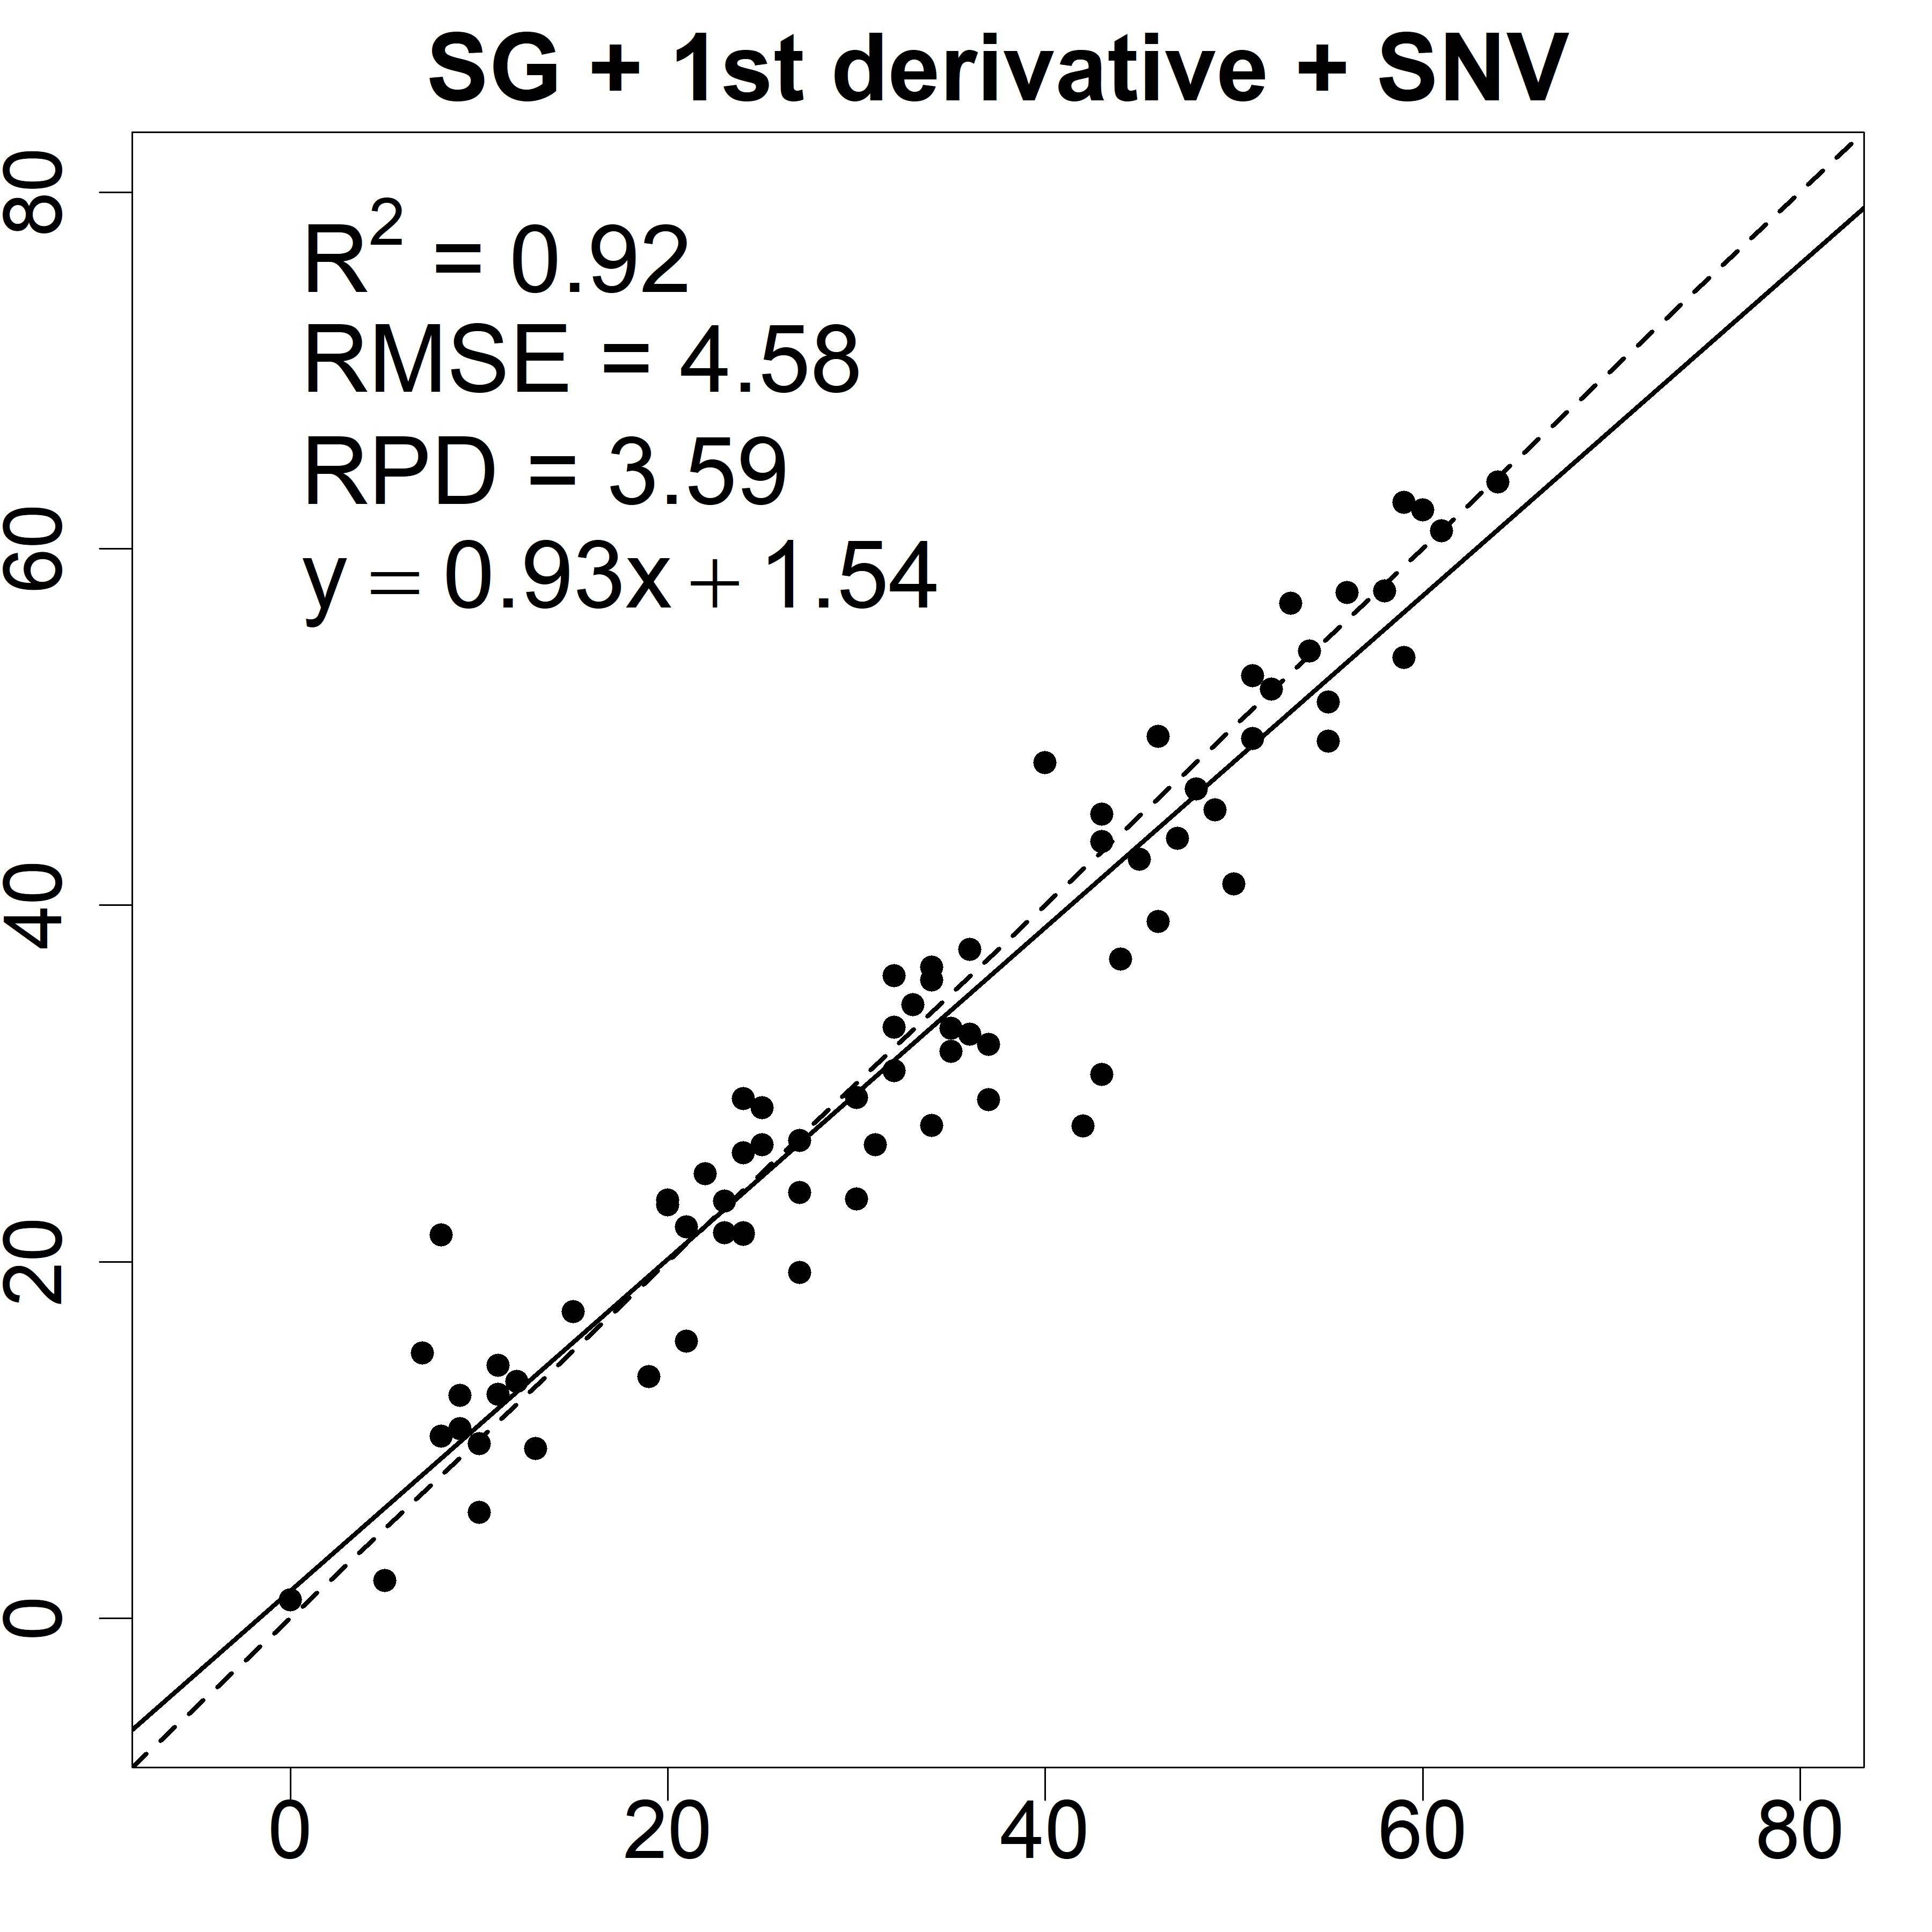 SG + 1st derivative + SNV
80
60
40
20
0
R² = 0.92
RMSE = 4.58
RPD = 3.59
y = 0.93x + 1.54
0 20 40 60 80